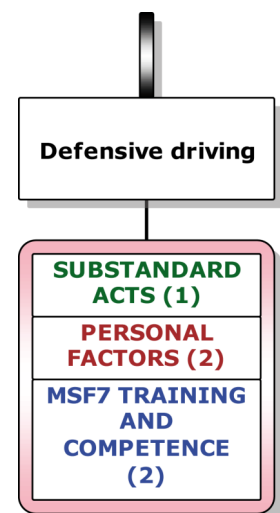 Defensive driving
SUBSTANDARD
ACTS (1)
PERSONAL
FACTORS (2)
MSF7 TRAINING
AND
COMPETENCE
(2)